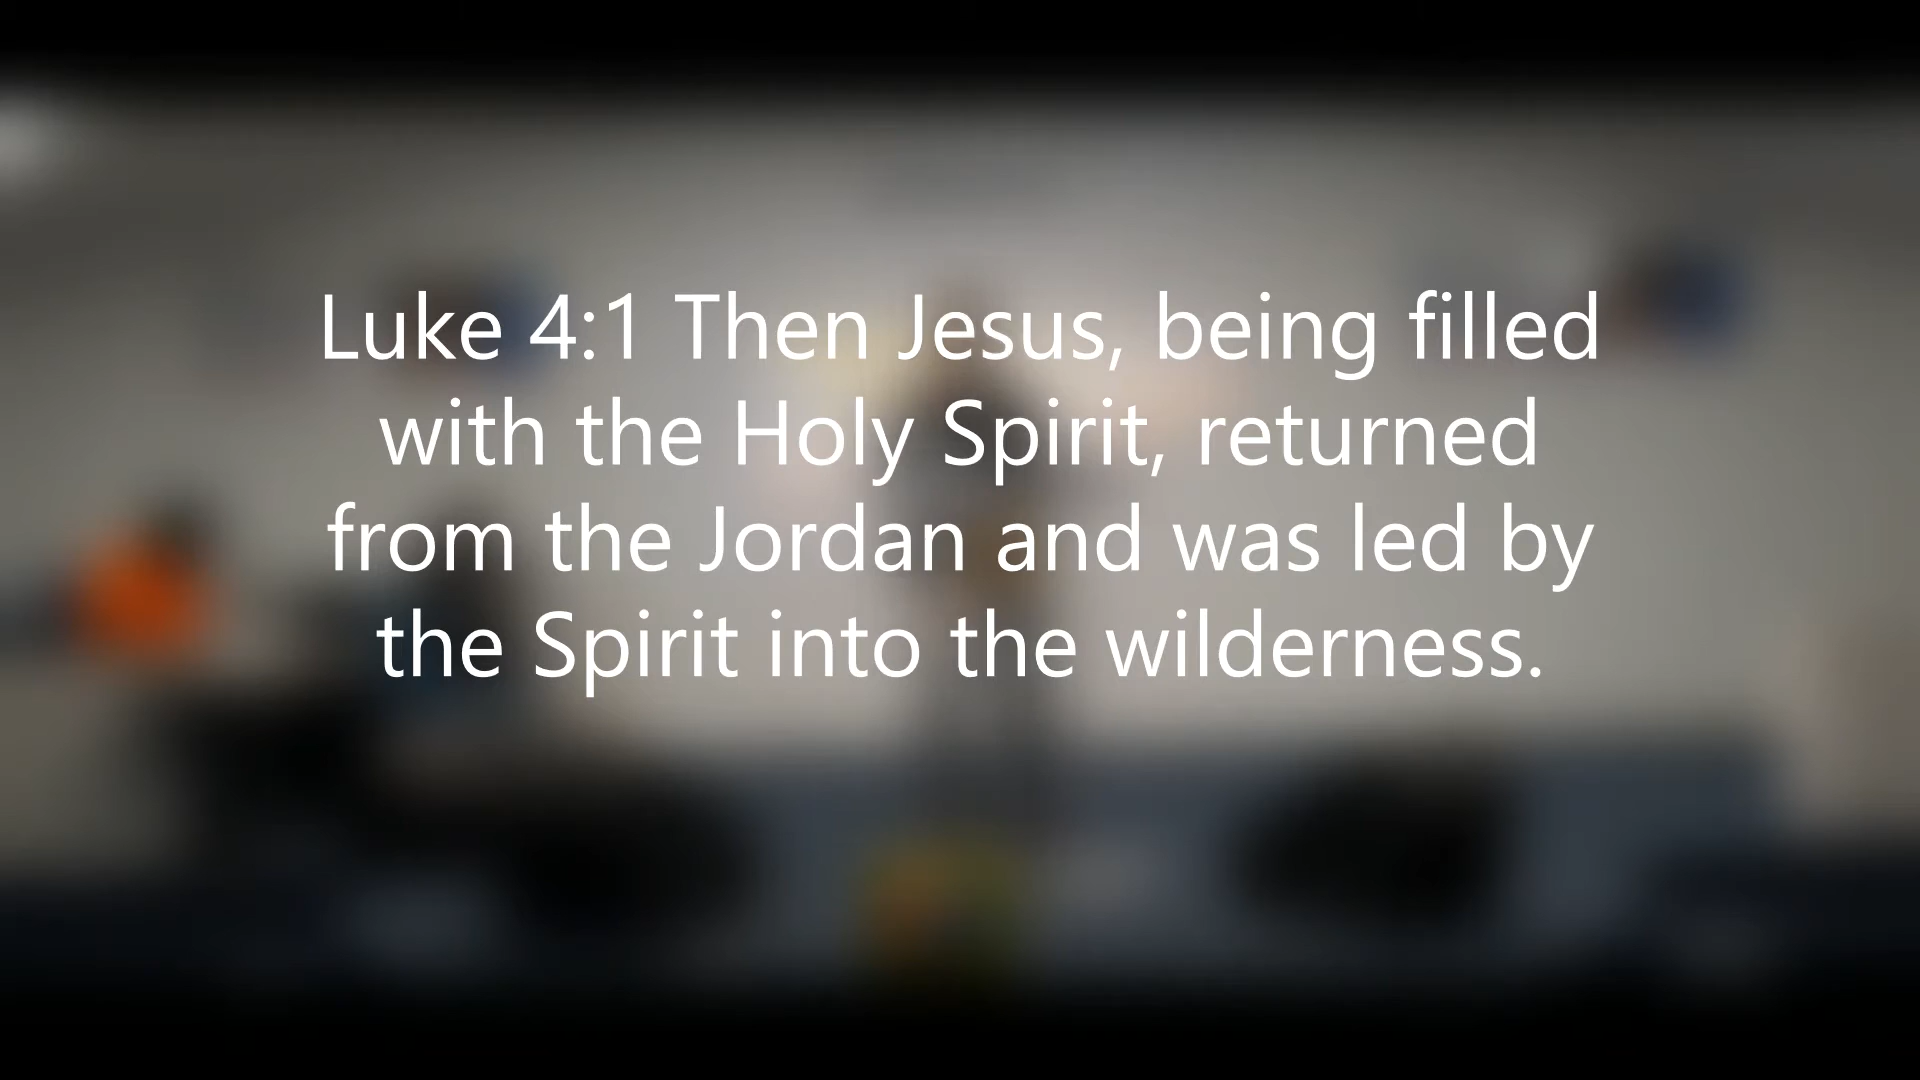 Luke 4:1 Then Jesus, being filled
with the Holy Spirit, returned
from the Jordan and was led by
the Spirit into the wilderness.